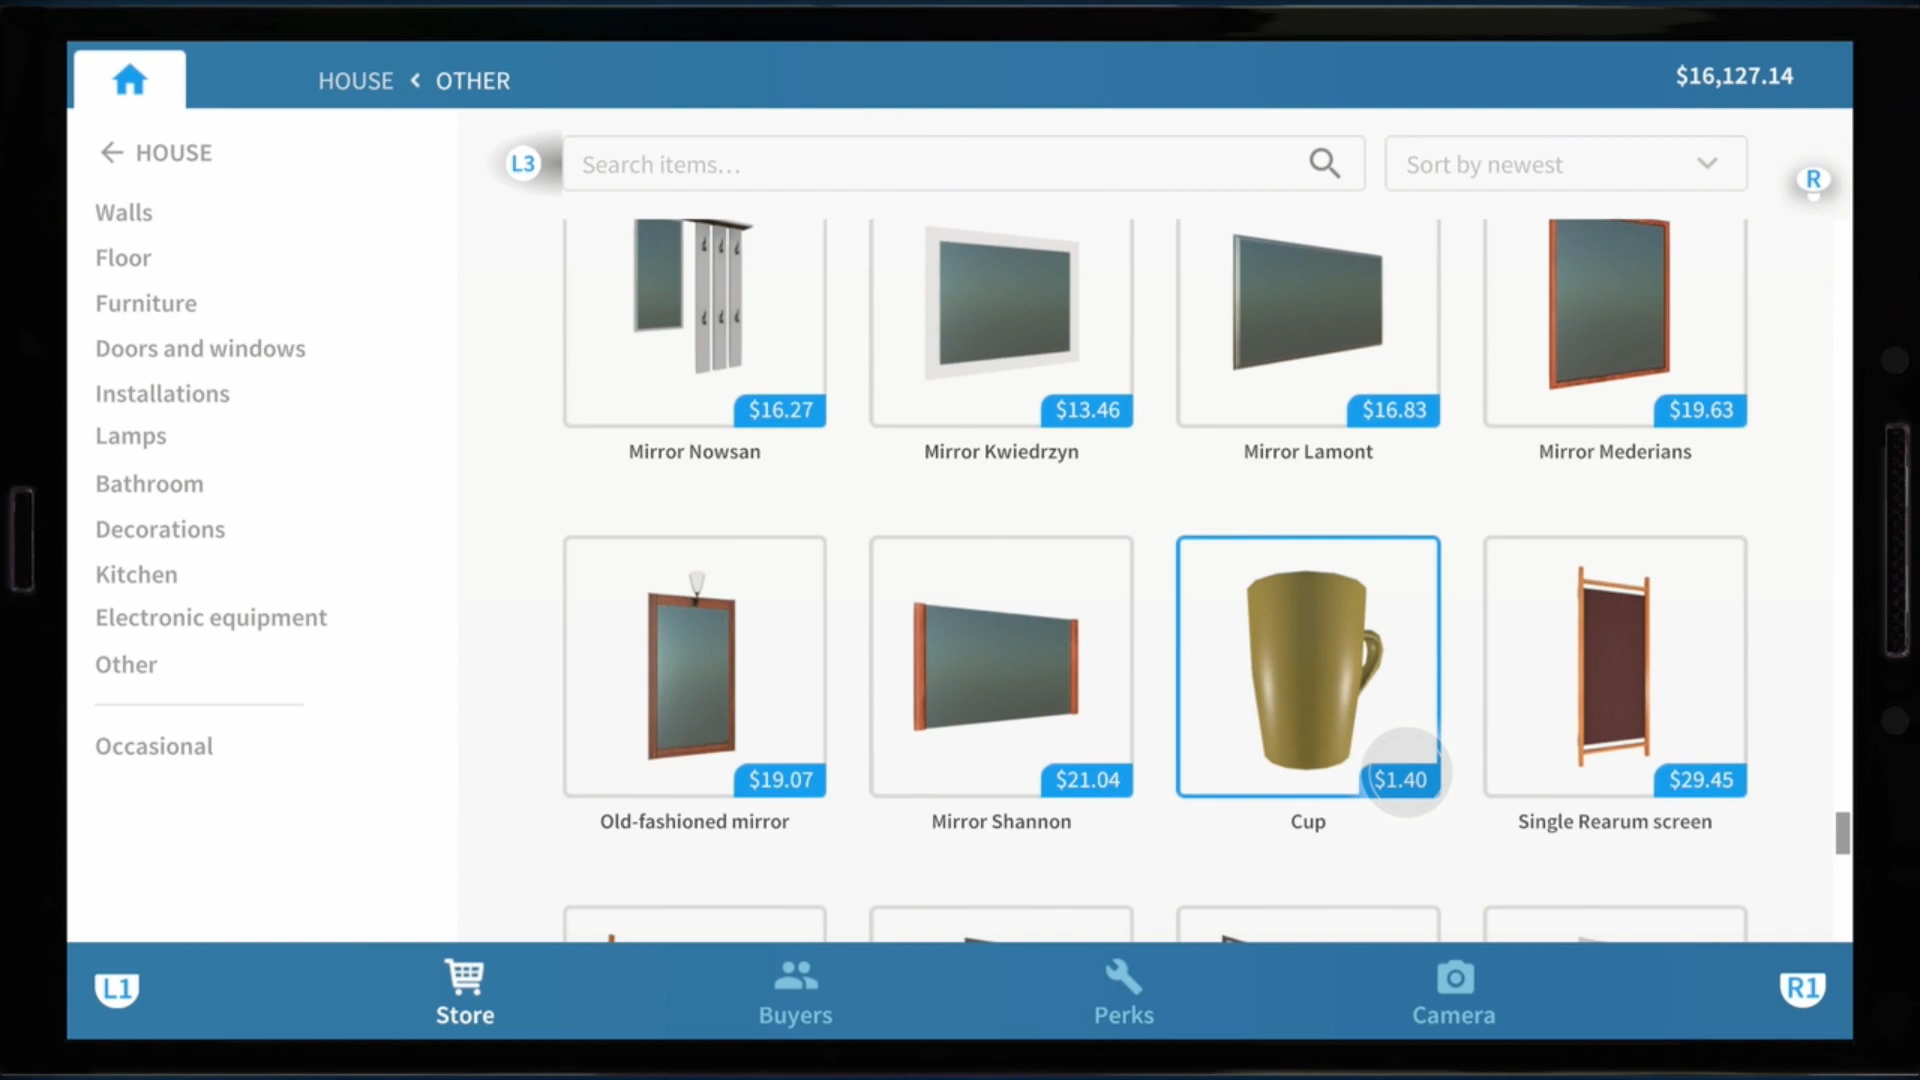 HOUSE < OTHER
$16,127.14
← HOUSE
L3
Search items...
Sort by newest
R
Walls
Floor
Furniture
Doors and windows
Installations
Lamps
Bathroom
Decorations
Kitchen
Electronic equipment
Other
Occasional
$16.27
$13.46
$16.83
$19.63
Mirror Nowsan
Mirror Kwiedrzyn
Mirror Lamont
Mirror Mederians
$19.07
$21.04
$1.40
$29.45
Old-fashioned mirror
Mirror Shannon
Cup
Single Rearum screen
L1
Store
Buyers
Perks
Camera
R1